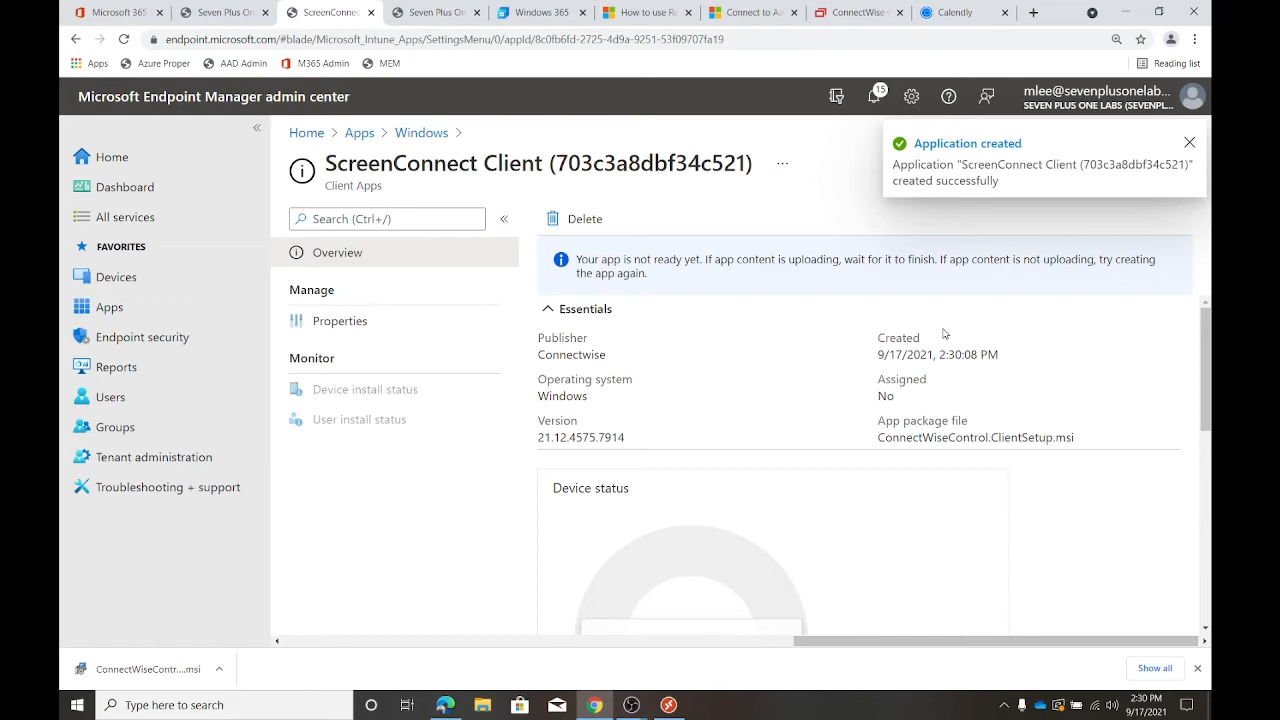 Microsoft 365
Seven Plus On
ScreenConnec
Seven Plus On
Windows 365
How to use Re
Connect to Az
ConnectWise C
Calendly
endpoint.microsoft.com/#blade/Microsoft_Intune_Apps/SettingsMenu/0/appId/8c0fb6fd-2725-4d9a-9251-53f09707fa19
Apps
Azure Proper
AAD Admin
M365 Admin
MEM
Reading list
Microsoft Endpoint Manager admin center
15
mlee@sevenplusonelab...
SEVEN PLUS ONE LABS (SEVENPL...
Home
Dashboard
All services
FAVORITES
Devices
Apps
Endpoint security
Reports
Users
Groups
Tenant administration
Troubleshooting + support
Home > Apps > Windows >
ScreenConnect Client (703c3a8dbf34c521) ...
Client Apps
Application created
Application "ScreenConnect Client (703c3a8dbf34c521)"
created successfully
Search (Ctrl+/)
Overview
Manage
Properties
Monitor
Device install status
User install status
Delete
Your app is not ready yet. If app content is uploading, wait for it to finish. If app content is not uploading, try creating
the app again.
Essentials
Publisher
Connectwise
Operating system
Windows
Version
21.12.4575.7914
Created
9/17/2021, 2:30:08 PM
Assigned
No
App package file
ConnectWiseControl.ClientSetup.msi
Device status
ConnectWiseContr....msi
Show all
Type here to search
2:30 PM
9/17/2021